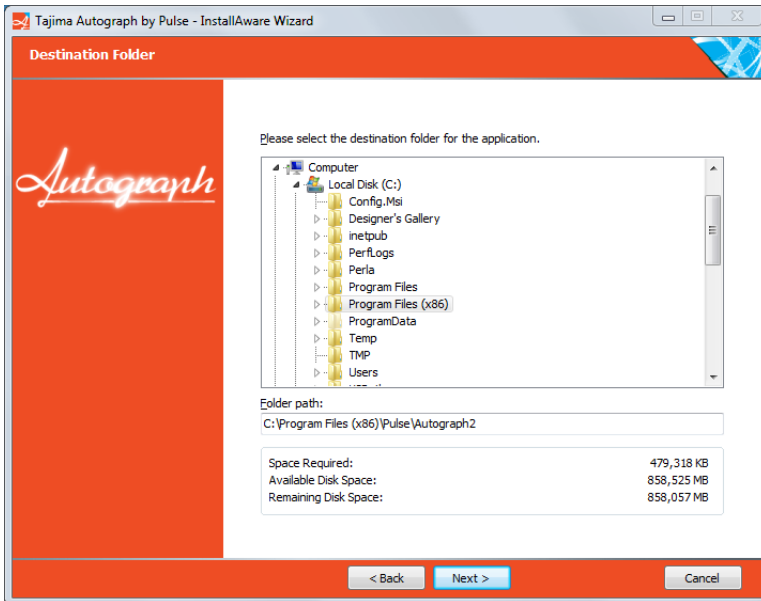 Tajima Autograph by Pulse - InstallAware Wizard
Destination Folder
Autograph
Please select the destination folder for the application.
Computer
Local Disk (C:)
Config.Msi
Designer's Gallery
inetpub
PerfLogs
Perla
Program Files
Program Files (x86)
ProgramData
Temp
TMP
Users
Folder path:
C:\Program Files (x86)\Pulse\Autograph2
Space Required: 479,318 KB
Available Disk Space: 858,525 MB
Remaining Disk Space: 858,057 MB
< Back Next > Cancel